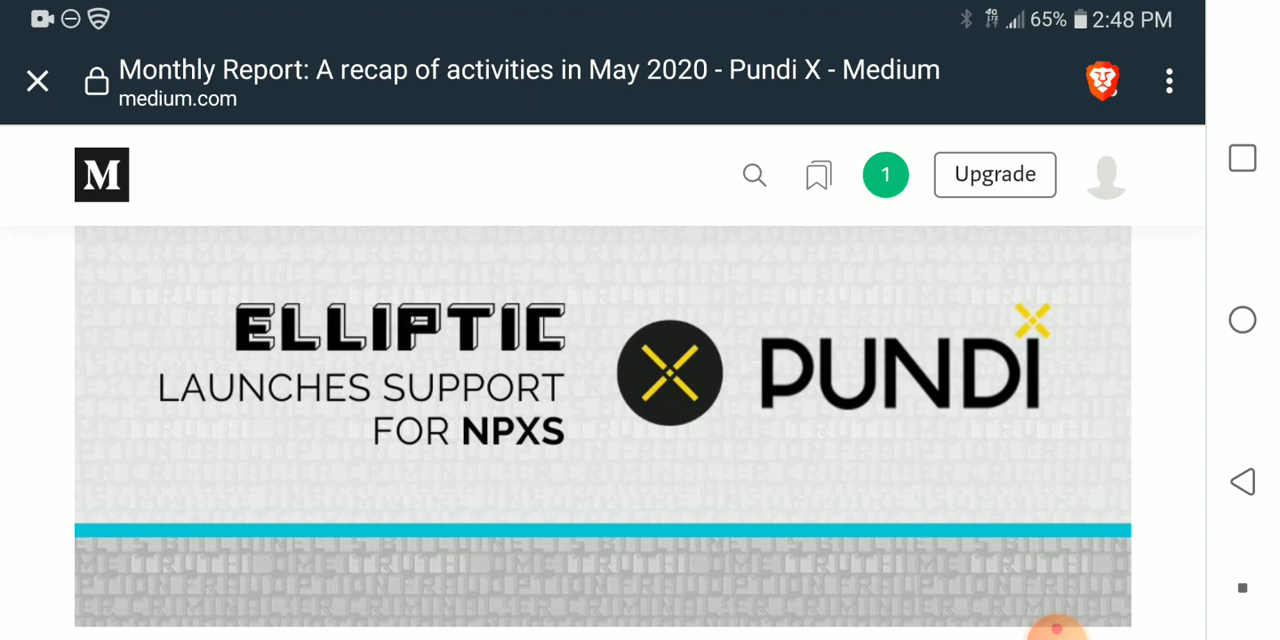 65% 2:48 PM
Monthly Report: A recap of activities in May 2020 - Pundi X - Medium
medium.com
M
1
Upgrade
ELLIPTIC
LAUNCHES SUPPORT
FOR NPXS
PUNDI X